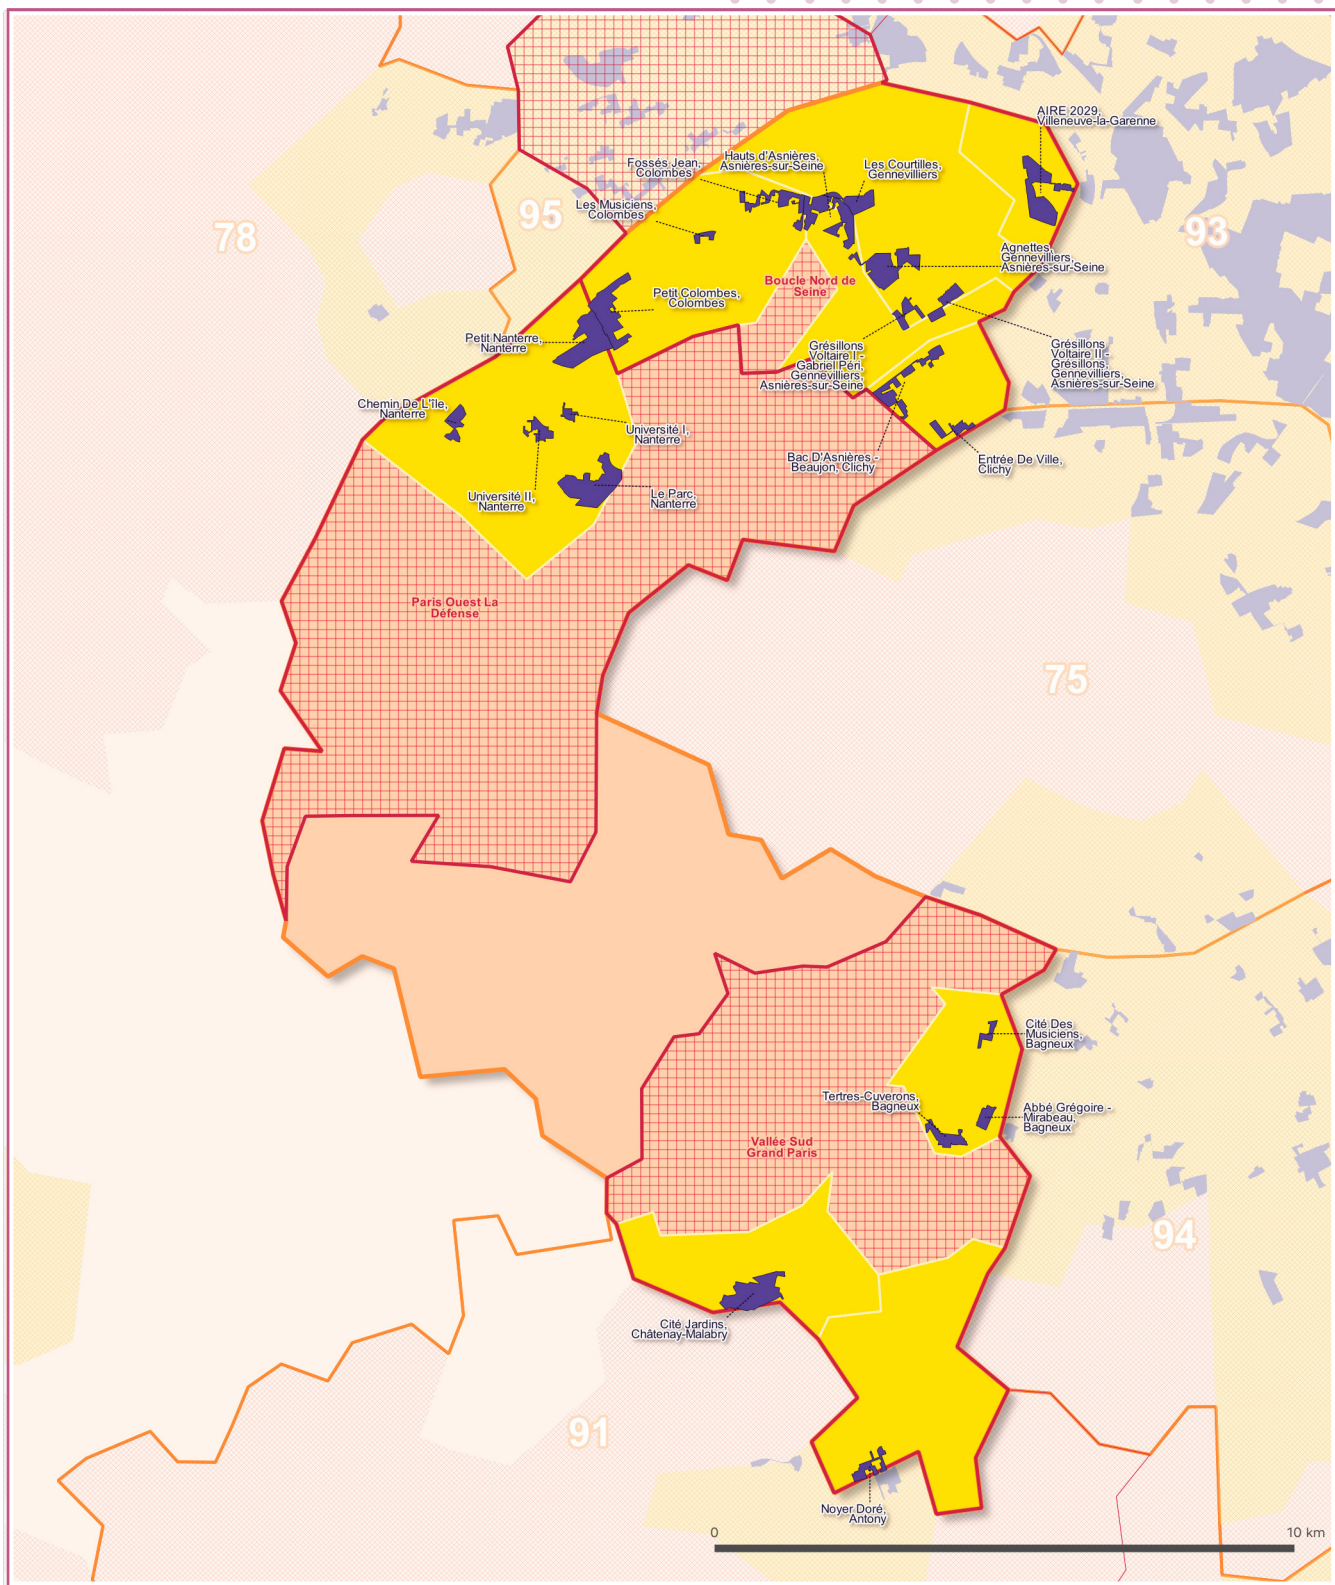 AIRE 2029,
Villeneuve-la-Garenne
Hauts d'Asnières,
Asnières-sur-Seine
Fossés Jean,
Colombes
Les Courtilles,
Gennevilliers
Les Musiciens,
Colombes
95
78
93
Agnettes,
Gennevilliers,
Asnières-sur-Seine
Boucle Nord de
Seine
Petit Colombes,
Colombes
Petit Nanterre,
Nanterre
Grésillons
Voltaire I -
Gabriel Péri,
Gennevilliers,
Asnières-sur-Seine
Grésillons
Voltaire II -
Grésillons,
Gennevilliers,
Asnières-sur-Seine
Chemin De L'île,
Nanterre
Université I,
Nanterre
Bac D'Asnières -
Beaujon, Clichy
Entrée De Ville,
Clichy
Université II,
Nanterre
Le Parc,
Nanterre
Paris Ouest La
Défense
75
Cité Des
Musiciens,
Bagneux
Tertres-Cuverons,
Bagneux
Abbé Grégoire -
Mirabeau,
Bagneux
Vallée Sud
Grand Paris
94
Cité Jardins,
Châtenay-Malabry
91
Noyer Doré,
Antony
0
10 km